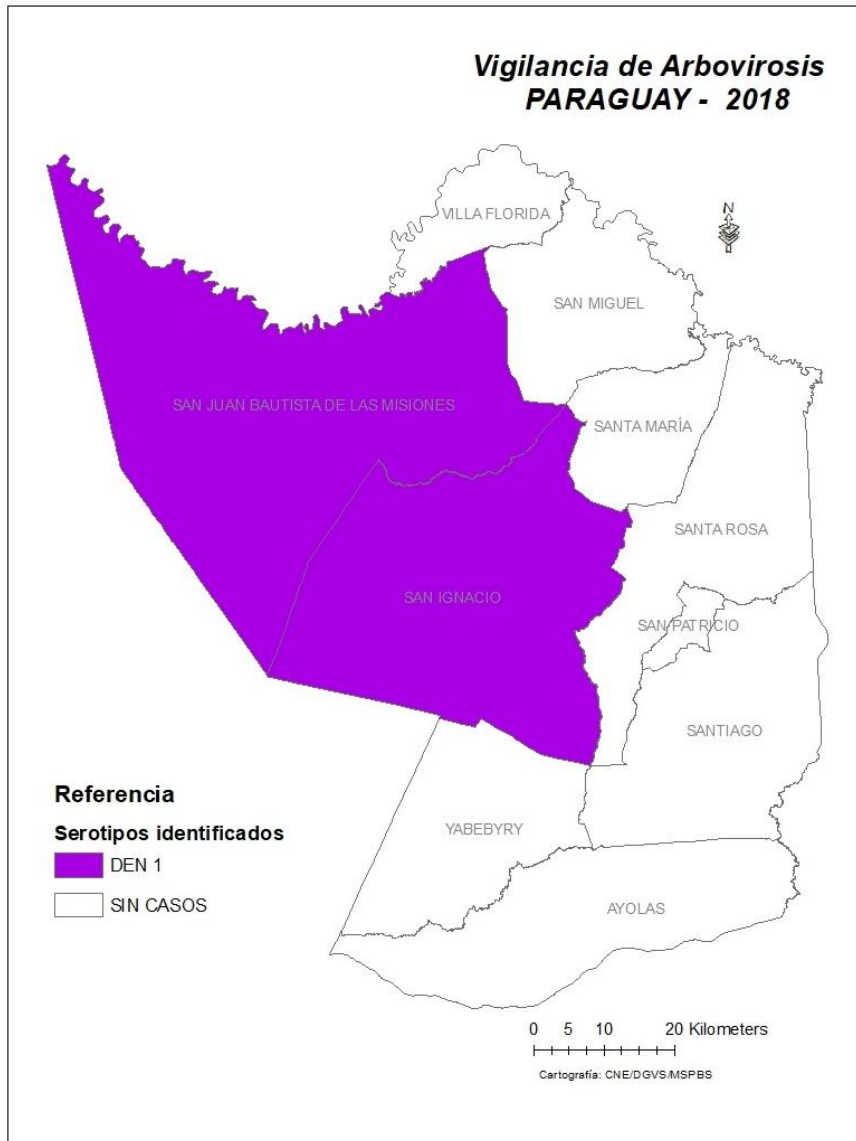 Vigilancia de Arbovirosis
PARAGUAY - 2018
N
VILLA FLORIDA
SAN MIGUEL
SAN JUAN BAUTISTA DE LAS MISIONES
SANTA MARÍA
SANTA ROSA
SAN IGNACIO
SAN PATRICIO
SANTIAGO
YABEBYRY
AYOLAS
Referencia
Serotipos identificados
DEN 1
SIN CASOS
0 5 10 20 Kilometers
Cartografía: CNE/DGVS/MSPBS